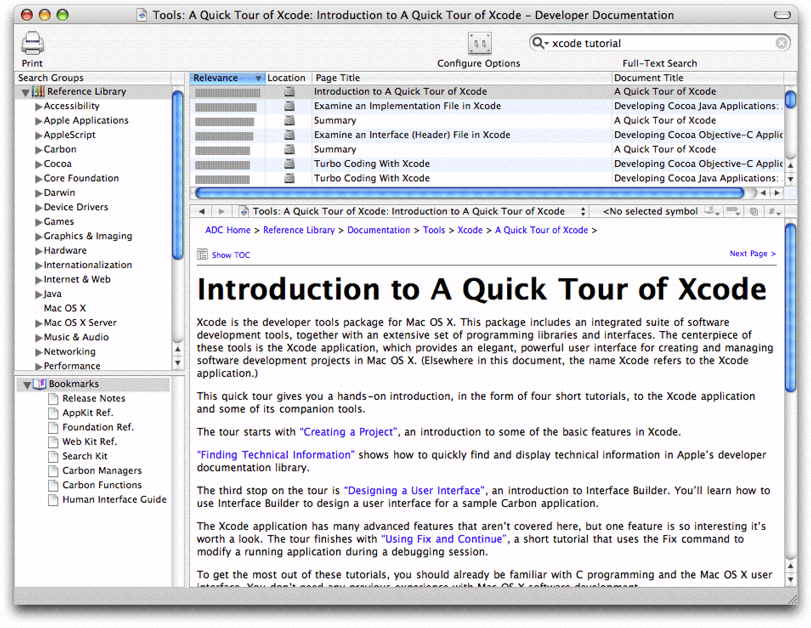 Tools: A Quick Tour of Xcode: Introduction to A Quick Tour of Xcode – Developer Documentation
xcode tutorial
Print
Configure Options
Full-Text Search
Search Groups
Reference Library
Accessibility
Apple Applications
AppleScript
Carbon
Cocoa
Core Foundation
Darwin
Device Drivers
Games
Graphics & Imaging
Hardware
Internationalization
Internet & Web
Java
Mac OS X
Mac OS X Server
Music & Audio
Networking
Performance
Bookmarks
Release Notes
AppKit Ref.
Foundation Ref.
Web Kit Ref.
Search Kit
Carbon Managers
Carbon Functions
Human Interface Guide
Relevance Location Page Title Document Title
Introduction to A Quick Tour of Xcode A Quick Tour of Xcode
Examine an Implementation File in Xcode Developing Cocoa Java Applications:
Summary A Quick Tour of Xcode
Examine an Interface (Header) File in Xcode Developing Cocoa Objective-C Applic
Summary A Quick Tour of Xcode
Turbo Coding With Xcode Developing Cocoa Java Applications:
Turbo Coding With Xcode Developing Cocoa Objective-C Applic
Tools: A Quick Tour of Xcode: Introduction to A Quick Tour of Xcode <No selected symbol
ADC Home > Reference Library > Documentation > Tools > Xcode > A Quick Tour of Xcode >
Show TOC Next Page >
Introduction to A Quick Tour of Xcode
Xcode is the developer tools package for Mac OS X. This package includes an integrated suite of software
development tools, together with an extensive set of programming libraries and interfaces. The centerpiece of
these tools is the Xcode application, which provides an elegant, powerful user interface for creating and managing
software development projects in Mac OS X. (Elsewhere in this document, the name Xcode refers to the Xcode
application.)
This quick tour gives you a hands-on introduction, in the form of four short tutorials, to the Xcode application
and some of its companion tools.
The tour starts with "Creating a Project", an introduction to some of the basic features in Xcode.
"Finding Technical Information" shows how to quickly find and display technical information in Apple's developer
documentation library.
The third stop on the tour is "Designing a User Interface", an introduction to Interface Builder. You'll learn how to
use Interface Builder to design a user interface for a sample Carbon application.
The Xcode application has many advanced features that aren't covered here, but one feature is so interesting it's
worth a look. The tour finishes with "Using Fix and Continue", a short tutorial that uses the Fix command to
modify a running application during a debugging session.
To get the most out of these tutorials, you should already be familiar with C programming and the Mac OS X user
interface. You don't need any previous experience with Mac OS X software development.